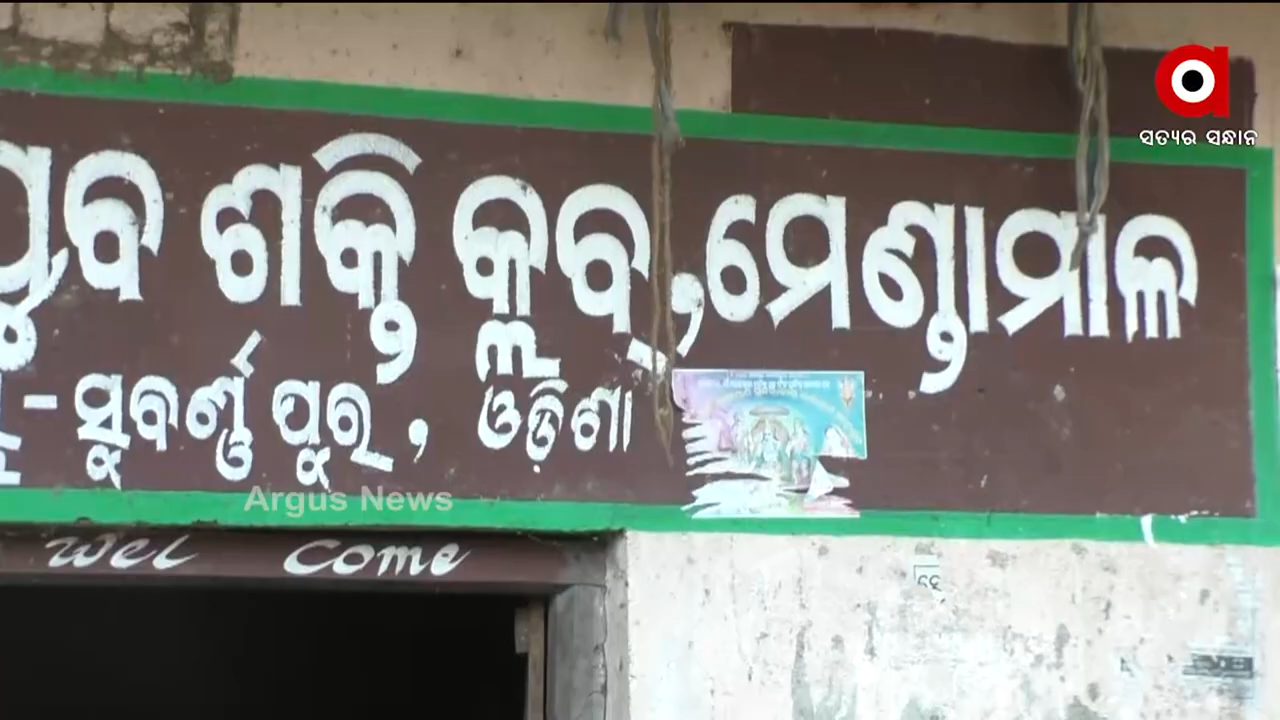 ସତ୍ୟର ସନ୍ଧାନ
ଯୁବ ଶକ୍ତି କ୍ଲବ୍, ମେଣ୍ଡାମାଳ
- ସୁବର୍ଣ୍ଣପୁର, ଓଡ଼ିଶା
Argus News
Wel Come